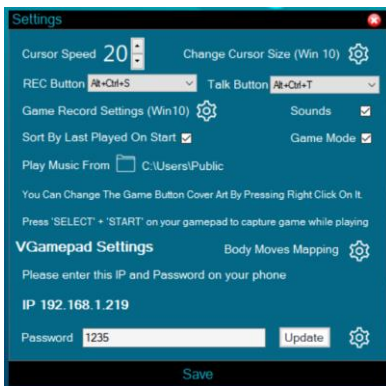 Settings
Cursor Speed 20 Change Cursor Size (Win 10)
REC Button Alt+Ctrl+S Talk Button Alt+Ctrl+T
Game Record Settings (Win10) Sounds
Sort By Last Played On Start Game Mode
Play Music From C:\Users\Public
You Can Change The Game Button Cover Art By Pressing Right Click On It.
Press 'SELECT' + 'START' on your gamepad to capture game while playing
VGamepad Settings Body Moves Mapping
Please enter this IP and Password on your phone
IP 192.168.1.219
Password 1235 Update
Save